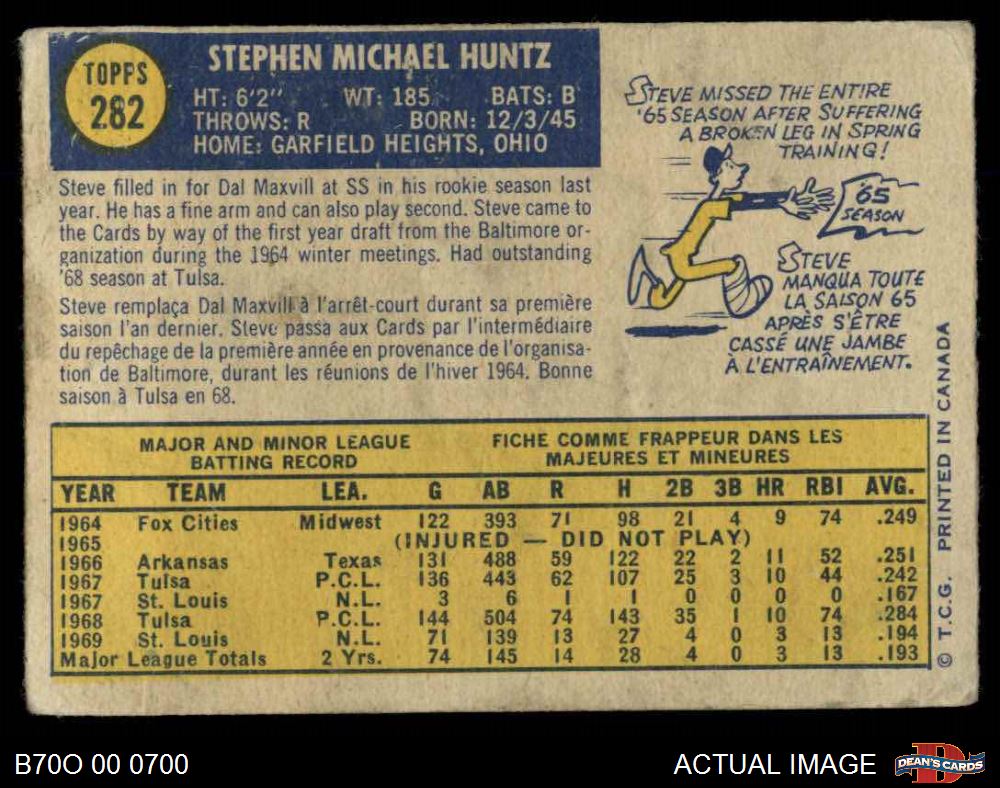 TOPPS
282
STEPHEN MICHAEL HUNTZ
HT: 6'2" WT: 185 BATS: B
THROWS: R BORN: 12/3/45
HOME: GARFIELD HEIGHTS, OHIO
Steve filled in for Dal Maxvill at SS in his rookie season last
year. He has a fine arm and can also play second. Steve came to
the Cards by way of the first year draft from the Baltimore or-
ganization during the 1964 winter meetings. Had outstanding
'68 season at Tulsa.
Steve remplaça Dal Maxvill à l'arrêt-court durant sa première
saison l'an dernier. Steve passa aux Cards par l'intermédiaire
du repêchage de la première année en provenance de l'organisa-
tion de Baltimore, durant les réunions de l'hiver 1964. Bonne
saison à Tulsa en 68.
STEVE MISSED THE ENTIRE
'65 SEASON AFTER SUFFERING
A BROKEN LEG IN SPRING
TRAINING!
'65
SEASON
STEVE
MANQUA TOUTE
LA SAISON 65
APRÈS S'ÊTRE
CASSÉ UNE JAMBE
À L'ENTRAÎNEMENT.
MAJOR AND MINOR LEAGUE
BATTING RECORD
FICHE COMME FRAPPEUR DANS LES
MAJEURES ET MINEURES
YEAR TEAM LEA. G AB R H 2B 3B HR RBI AVG.
1964 Fox Cities Midwest 122 393 71 98 21 4 9 74 .249
1965 (INJURED — DID NOT PLAY)
1966 Arkansas Texas 131 488 59 122 22 2 11 52 .251
1967 Tulsa P.C.L. 136 443 62 107 25 3 10 44 .242
1967 St. Louis N.L. 3 6 1 1 0 0 0 0 .167
1968 Tulsa P.C.L. 144 504 74 143 35 1 10 74 .284
1969 St. Louis N.L. 71 139 13 27 4 0 3 13 .194
Major League Totals 2 Yrs. 74 145 14 28 4 0 3 13 .193
© T.C.G. PRINTED IN CANADA
B70O 00 0700
ACTUAL IMAGE
DEAN'S CARDS